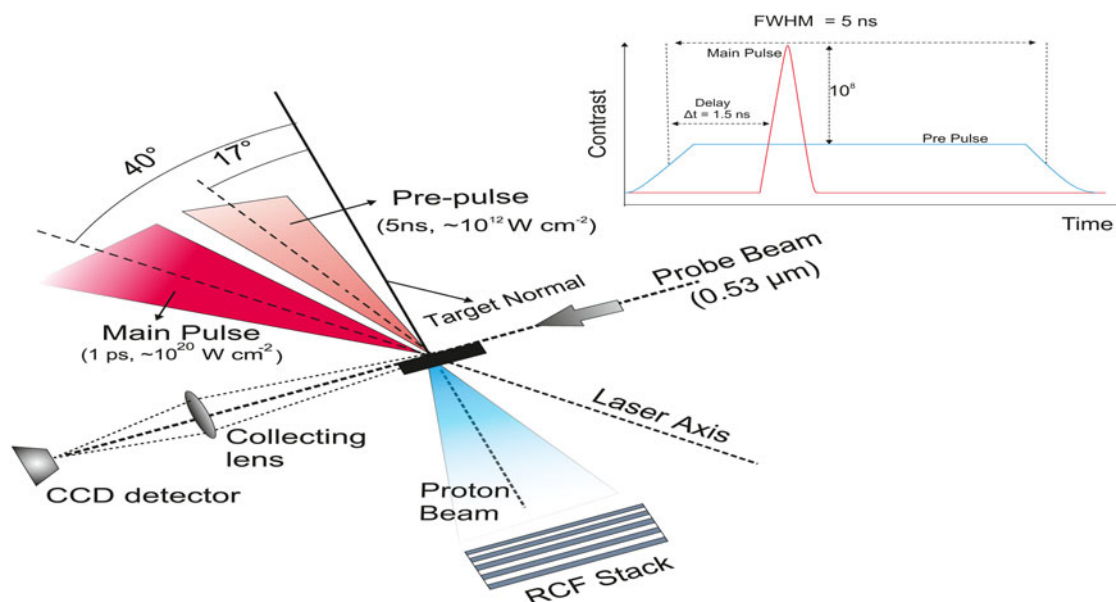 FWHM = 5 ns
Main Pulse
10⁸
Delay
Δt = 1.5 ns
Pre Pulse
Contrast
Time
40°
17°
Pre-pulse
(5ns, ~10¹² W cm⁻²)
Target Normal
Probe Beam
(0.53 µm)
Main Pulse
(1 ps, ~10²⁰ W cm⁻²)
Laser Axis
Collecting
lens
CCD detector
Proton
Beam
RCF Stack